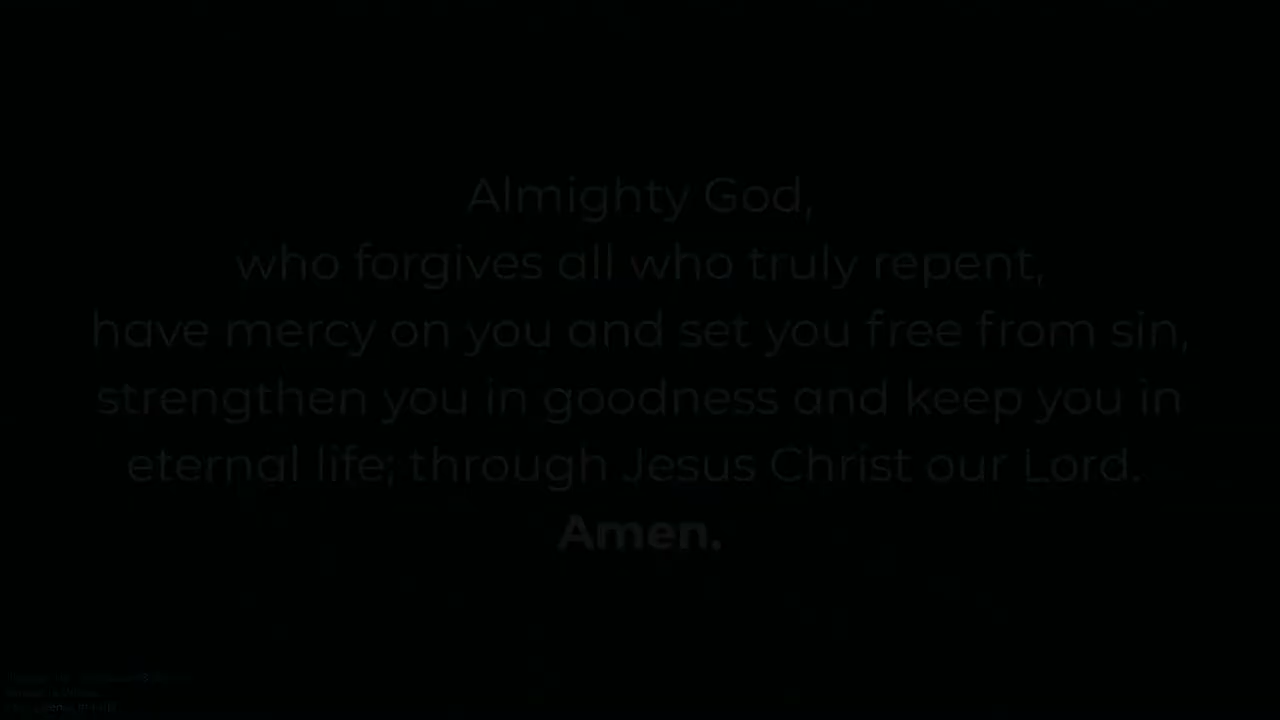 Almighty God,
who forgives all who truly repent,
have mercy on you and set you free from sin,
strengthen you in goodness and keep you in
eternal life; through Jesus Christ our Lord.
Amen.